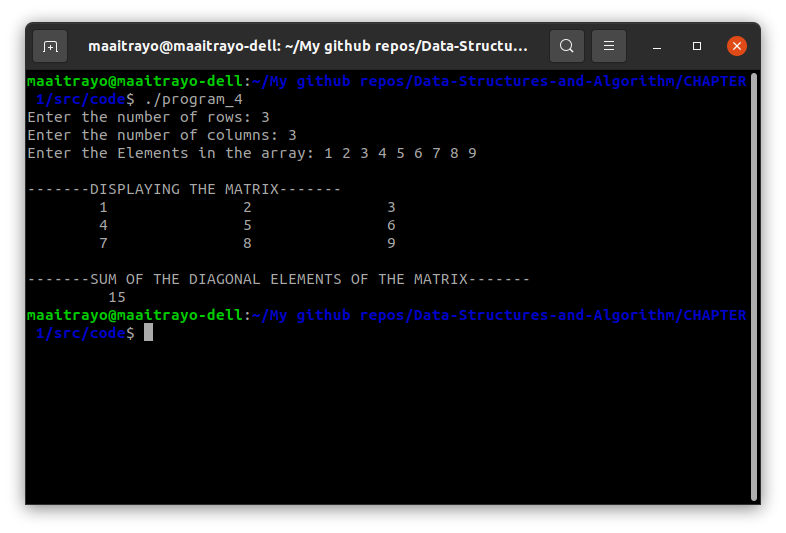 maaitrayo@maaitrayo-dell: ~/My github repos/Data-Structu...
maaitrayo@maaitrayo-dell:~/My github repos/Data-Structures-and-Algorithm/CHAPTER
1/src/code$ ./program_4
Enter the number of rows: 3
Enter the number of columns: 3
Enter the Elements in the array: 1 2 3 4 5 6 7 8 9
-------DISPLAYING THE MATRIX-------
1 2 3
4 5 6
7 8 9
-------SUM OF THE DIAGONAL ELEMENTS OF THE MATRIX-------
15
maaitrayo@maaitrayo-dell:~/My github repos/Data-Structures-and-Algorithm/CHAPTER
1/src/code$